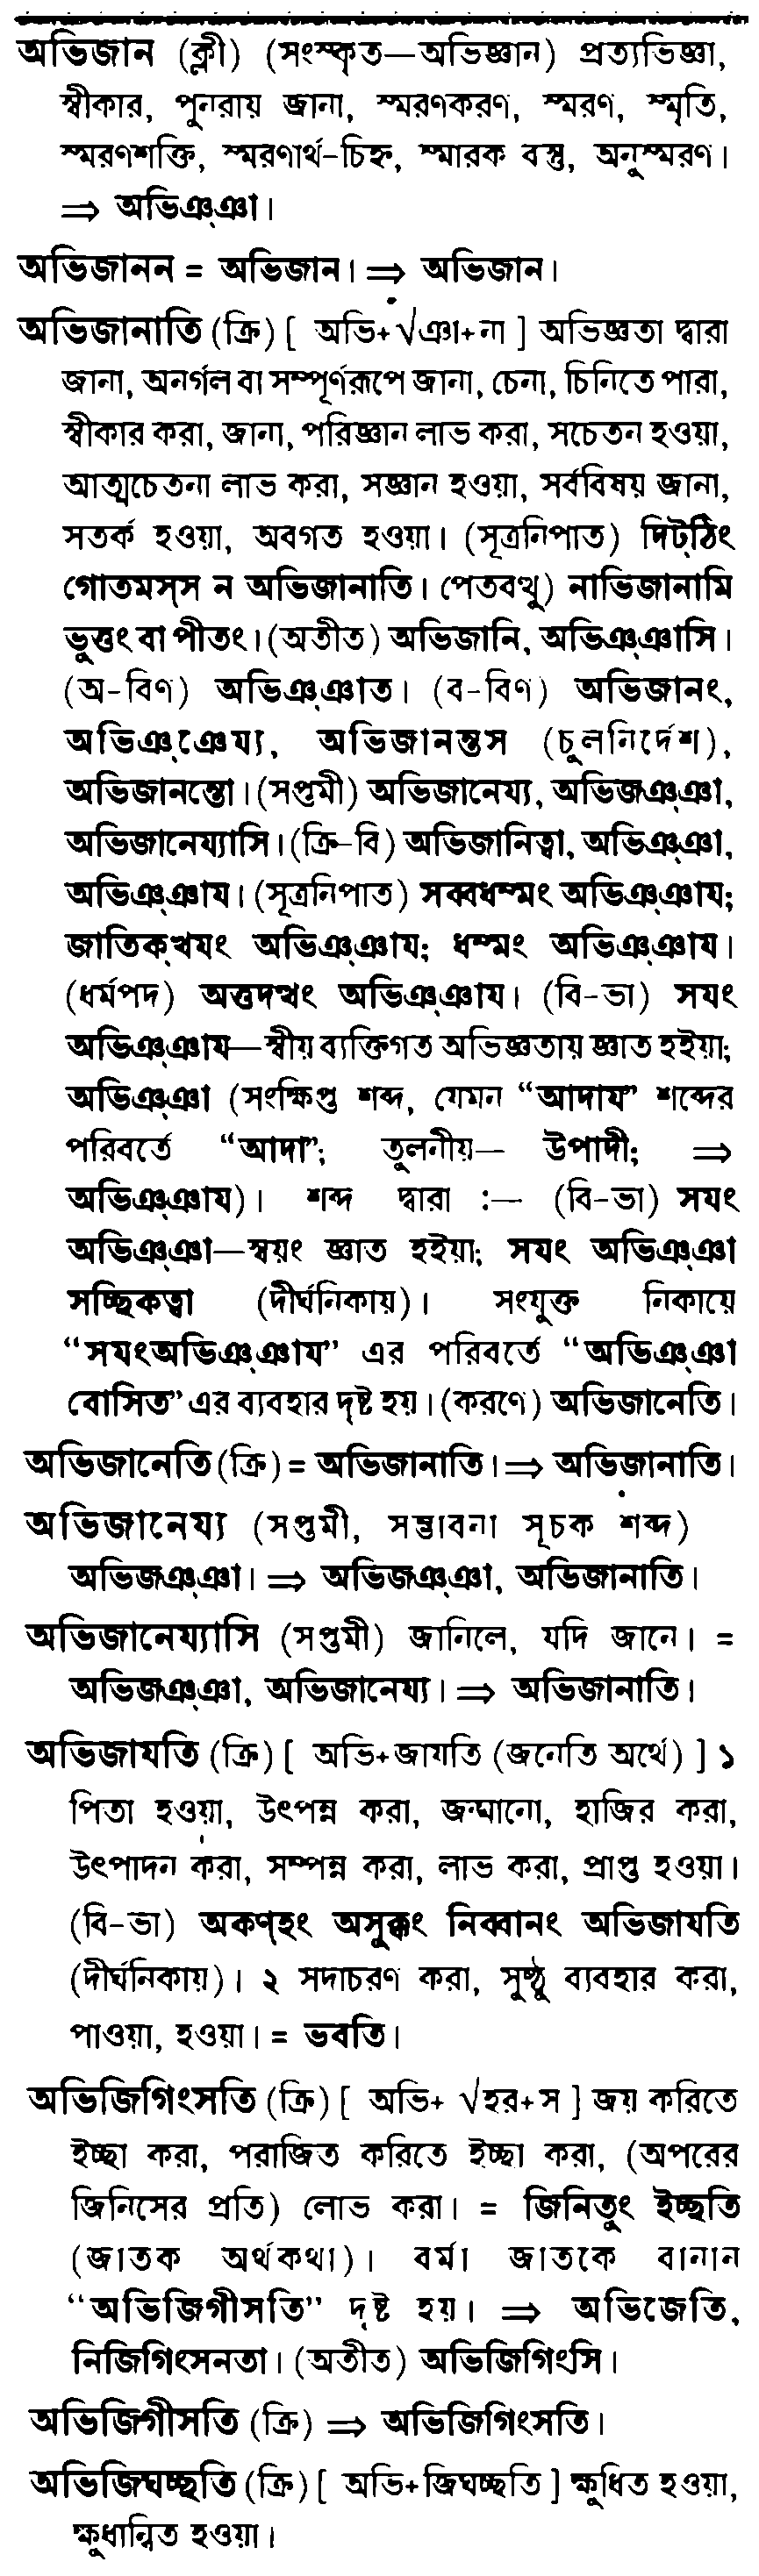 অভিজান (ক্লী) (সংস্কৃত—অভিজ্ঞান) প্রত্যভিজ্ঞা,
স্বীকার, পুনরায় জানা, স্মরণকরণ, স্মরণ, স্মৃতি,
স্মরণশক্তি, স্মরণার্থ-চিহ্ন, স্মারক বস্তু, অনুস্মরণ।
⇒ অভিঞ্ঞা।
অভিজানন = অভিজান। ⇒ অভিজান।
অভিজানাতি (ক্রি) [ অভি+√ঞা+না ] অভিজ্ঞতা দ্বারা
জানা, অনর্গল বা সম্পূর্ণরূপে জানা, চেনা, চিনিতে পারা,
স্বীকার করা, জানা, পরিজ্ঞান লাভ করা, সচেতন হওয়া,
আত্মচেতনা লাভ করা, সজ্ঞান হওয়া, সর্ববিষয় জানা,
সতর্ক হওয়া, অবগত হওয়া। (সূত্রনিপাত) দিট্ঠিং
গোতমস্স ন অভিজানাতি। (পেতবত্থু) নাভিজানামি
ভুত্তং বা পীতং। (অতীত) অভিজানি, অভিঞ্ঞাসি।
(অ-বিণ) অভিঞ্ঞাত। (ব-বিণ) অভিজানং,
অভিঞ্ঞেয্য, অভিজানন্তস (চুলনির্দেশ),
অভিজানন্তো। (সপ্তমী) অভিজানেয্য, অভিজঞ্ঞা,
অভিজানেয্যাসি। (ক্রি-বি) অভিজানিত্বা, অভিঞ্ঞা,
অভিঞ্ঞায। (সূত্রনিপাত) সব্বধম্মং অভিঞ্ঞায;
জাতিক্খযং অভিঞ্ঞায; ধম্মং অভিঞ্ঞায।
(ধর্মপদ) অত্তদত্থং অভিঞ্ঞায। (বি-ভা) সযং
অভিঞ্ঞায—স্বীয় ব্যক্তিগত অভিজ্ঞতায় জ্ঞাত হইয়া;
অভিঞ্ঞা (সংক্ষিপ্ত শব্দ, যেমন “আদায” শব্দের
পরিবর্তে “আদা”; তুলনীয়— উপাদী; ⇒
অভিঞ্ঞায)। শব্দ দ্বারা :— (বি-ভা) সযং
অভিঞ্ঞা—স্বয়ং জ্ঞাত হইয়া; সযং অভিঞ্ঞা
সচ্ছিকত্বা (দীর্ঘনিকায়)। সংযুক্ত নিকায়ে
“সযংঅভিঞ্ঞায” এর পরিবর্তে “অভিঞ্ঞা
বোসিত” এর ব্যবহার দৃষ্ট হয়। (করণে) অভিজানেতি।
অভিজানেতি (ক্রি) = অভিজানাতি। ⇒ অভিজানাতি।
অভিজানেয্য (সপ্তমী, সম্ভাবনা সূচক শব্দ)
অভিজঞ্ঞা। ⇒ অভিজঞ্ঞা, অভিজানাতি।
অভিজানেয্যাসি (সপ্তমী) জানিলে, যদি জানে। =
অভিজঞ্ঞা, অভিজানেয্য। ⇒ অভিজানাতি।
অভিজাযতি (ক্রি) [ অভি+জাযতি (জনেতি অর্থে) ] ১
পিতা হওয়া, উৎপন্ন করা, জন্মানো, হাজির করা,
উৎপাদন করা, সম্পন্ন করা, লাভ করা, প্রাপ্ত হওয়া।
(বি-ভা) অকণ্হং অসুক্কং নিব্বানং অভিজাযতি
(দীর্ঘনিকায়)। ২ সদাচরণ করা, সুষ্ঠু ব্যবহার করা,
পাওয়া, হওয়া। = ভবতি।
অভিজিগিংসতি (ক্রি) [ অভি+ √হর+স ] জয় করিতে
ইচ্ছা করা, পরাজিত করিতে ইচ্ছা করা, (অপরের
জিনিসের প্রতি) লোভ করা। = জিনিতুং ইচ্ছতি
(জাতক অর্থকথা)। বর্মা জাতকে বানান
“অভিজিগীসতি” দৃষ্ট হয়। ⇒ অভিজেতি,
নিজিগিংসনতা। (অতীত) অভিজিগিংসি।
অভিজিগীসতি (ক্রি) ⇒ অভিজিগিংসতি।
অভিজিঘচ্ছতি (ক্রি) [ অভি+জিঘচ্ছতি ] ক্ষুধিত হওয়া,
ক্ষুধান্বিত হওয়া।